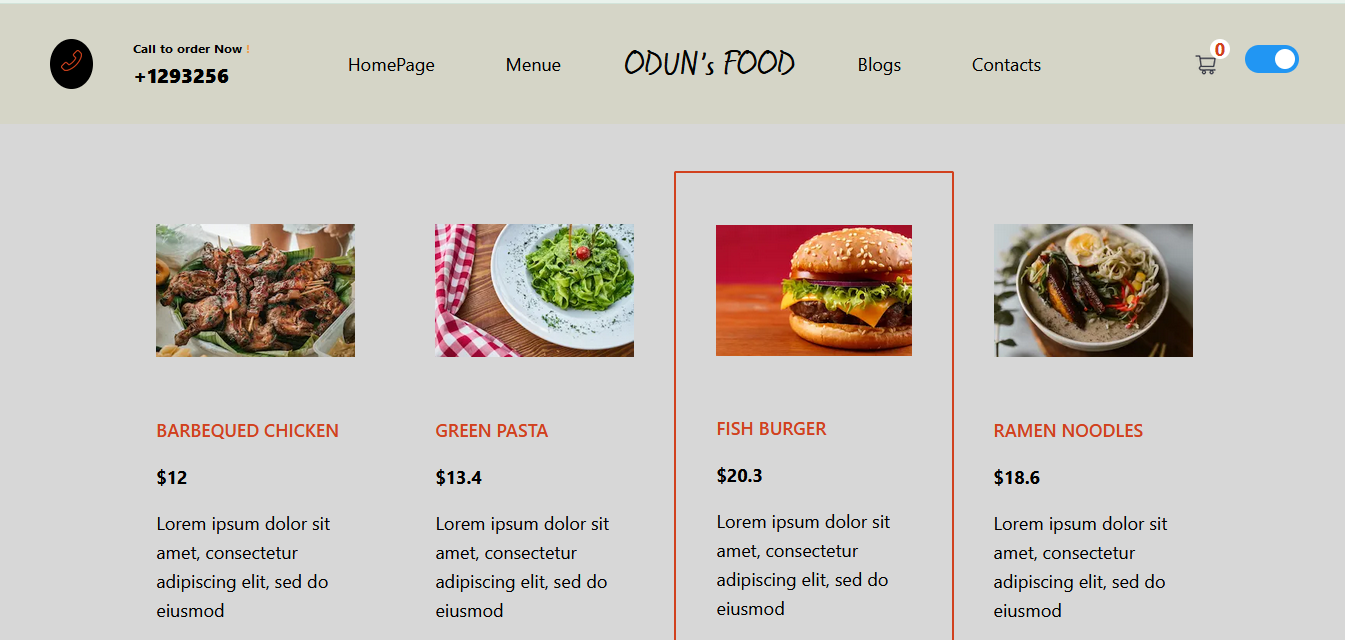 Call to order Now !
+1293256
HomePage
Menue
ODUN's FOOD
Blogs
Contacts
0
BARBEQUED CHICKEN
$12
Lorem ipsum dolor sit
amet, consectetur
adipiscing elit, sed do
eiusmod
GREEN PASTA
$13.4
Lorem ipsum dolor sit
amet, consectetur
adipiscing elit, sed do
eiusmod
FISH BURGER
$20.3
Lorem ipsum dolor sit
amet, consectetur
adipiscing elit, sed do
eiusmod
RAMEN NOODLES
$18.6
Lorem ipsum dolor sit
amet, consectetur
adipiscing elit, sed do
eiusmod